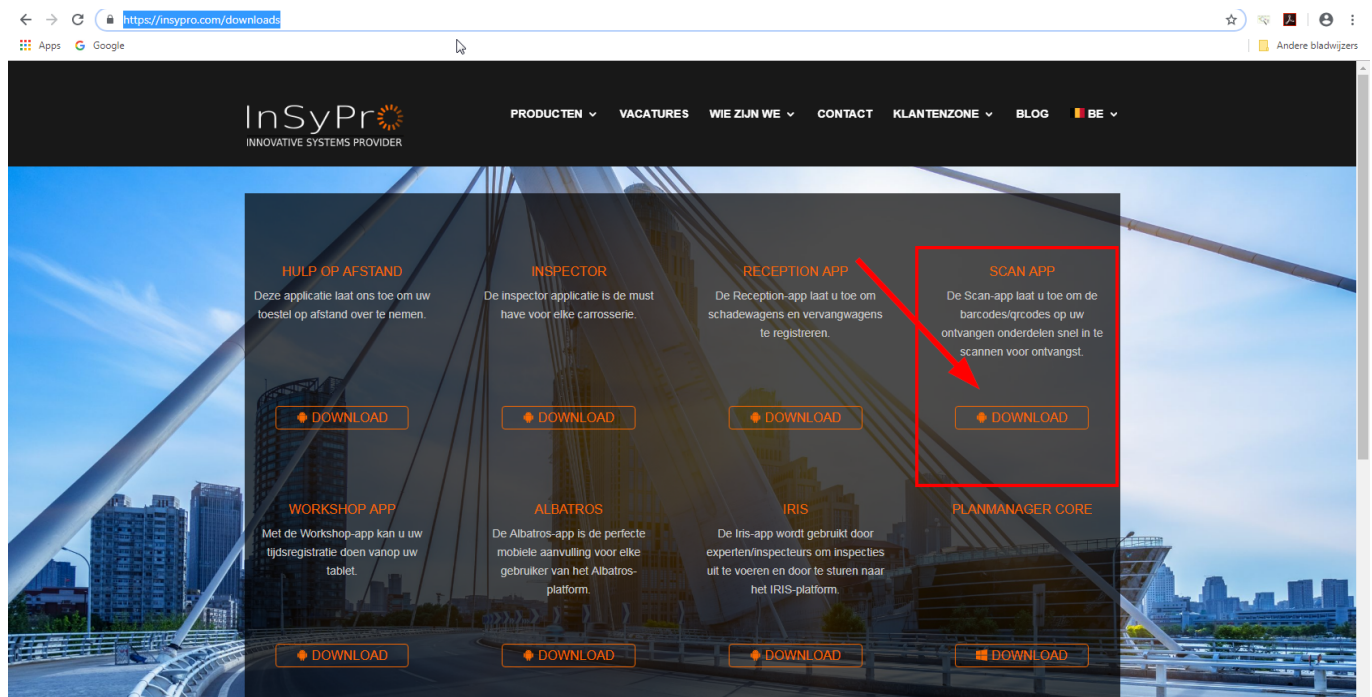 https://insypro.com/downloads
Apps Google Andere bladwijzers
InSyPro
INNOVATIVE SYSTEMS PROVIDER
PRODUCTEN VACATURES WIE ZIJN WE CONTACT KLANTENZONE BLOG BE
HULP OP AFSTAND
Deze applicatie laat ons toe om uw
toestel op afstand over te nemen.
DOWNLOAD
INSPECTOR
De inspector applicatie is de must
have voor elke carrosserie.
DOWNLOAD
RECEPTION APP
De Reception-app laat u toe om
schadewagens en vervangwagens
te registreren.
DOWNLOAD
SCAN APP
De Scan-app laat u toe om de
barcodes/qrcodes op uw
ontvangen onderdelen snel in te
scannen voor ontvangst.
DOWNLOAD
WORKSHOP APP
Met de Workshop-app kan u uw
tijdsregistratie doen vanop uw
tablet.
DOWNLOAD
ALBATROS
De Albatros-app is de perfecte
mobiele aanvulling voor elke
gebruiker van het Albatros-
platform.
DOWNLOAD
IRIS
De Iris-app wordt gebruikt door
experten/inspecteurs om inspecties
uit te voeren en door te sturen naar
het IRIS-platform.
DOWNLOAD
PLANMANAGER CORE
DOWNLOAD